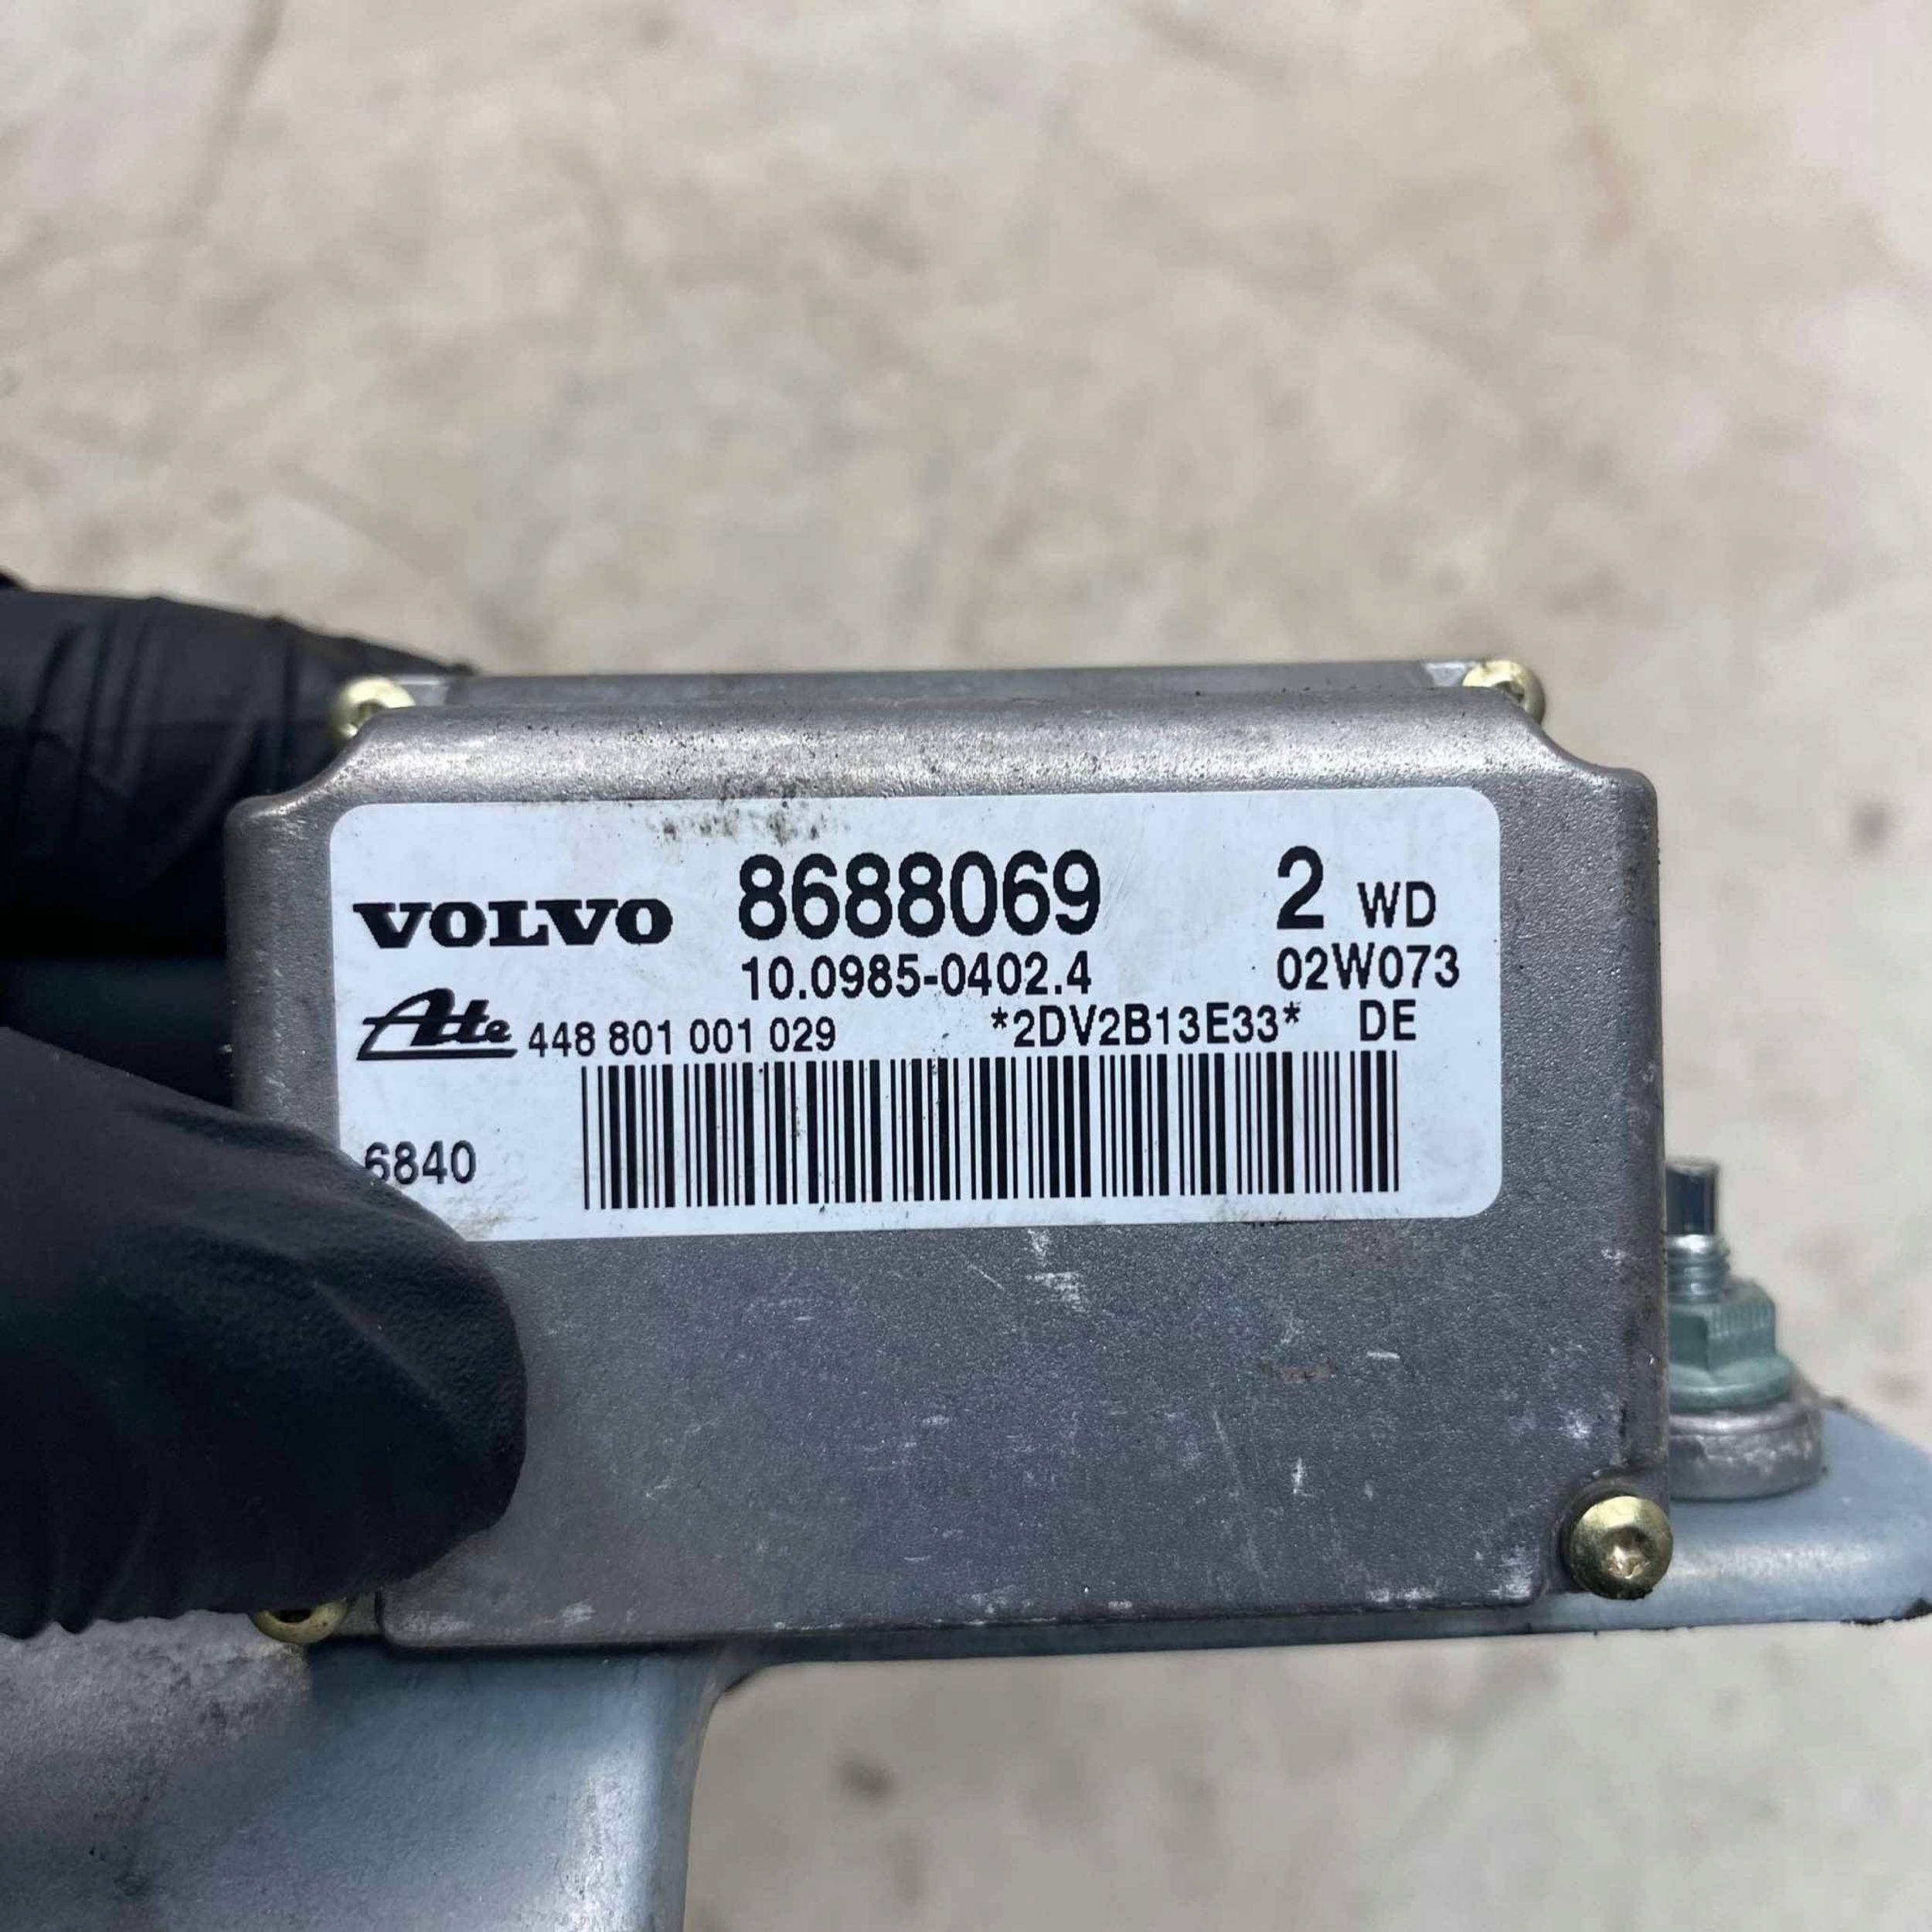 VOLVO 8688069 2 WD
10.0985-0402.4 02W073
Ate 448 801 001 029 *2DV2B13E33* DE
6840